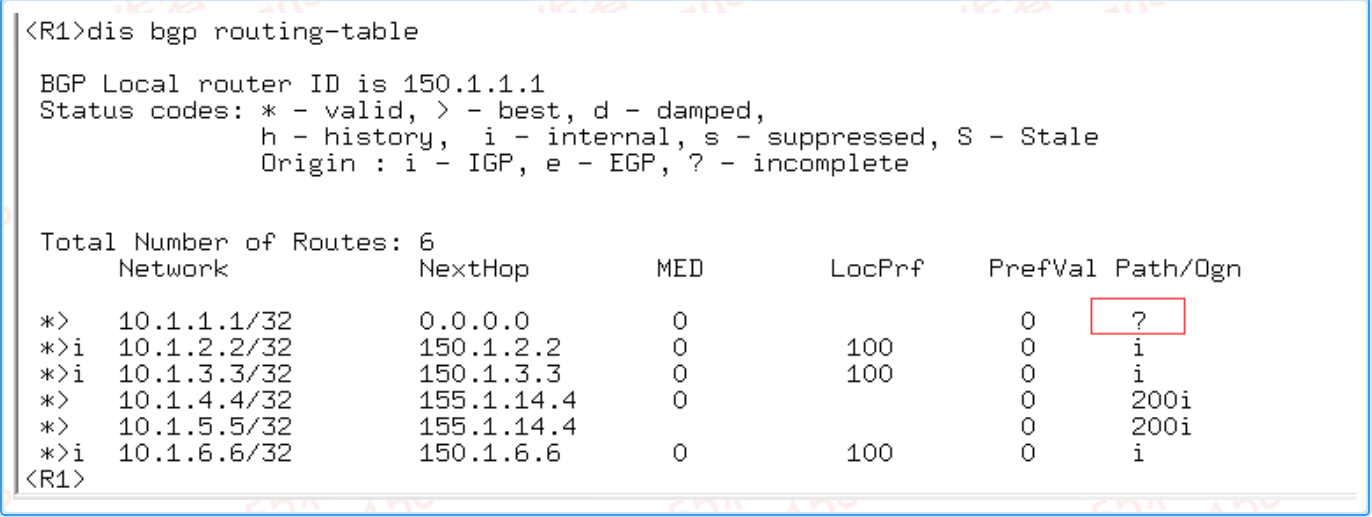 <R1>dis bgp routing-table
BGP Local router ID is 150.1.1.1
Status codes: * - valid, > - best, d - damped,
h - history,  i - internal, s - suppressed, S - Stale
Origin : i - IGP, e - EGP, ? - incomplete
Total Number of Routes: 6
Network NextHop MED LocPrf PrefVal Path/Ogn
*> 10.1.1.1/32 0.0.0.0 0 0 ?
*>i 10.1.2.2/32 150.1.2.2 0 100 0 i
*>i 10.1.3.3/32 150.1.3.3 0 100 0 i
*> 10.1.4.4/32 155.1.14.4 0 0 200i
*> 10.1.5.5/32 155.1.14.4 0 200i
*>i 10.1.6.6/32 150.1.6.6 0 100 0 i
<R1>